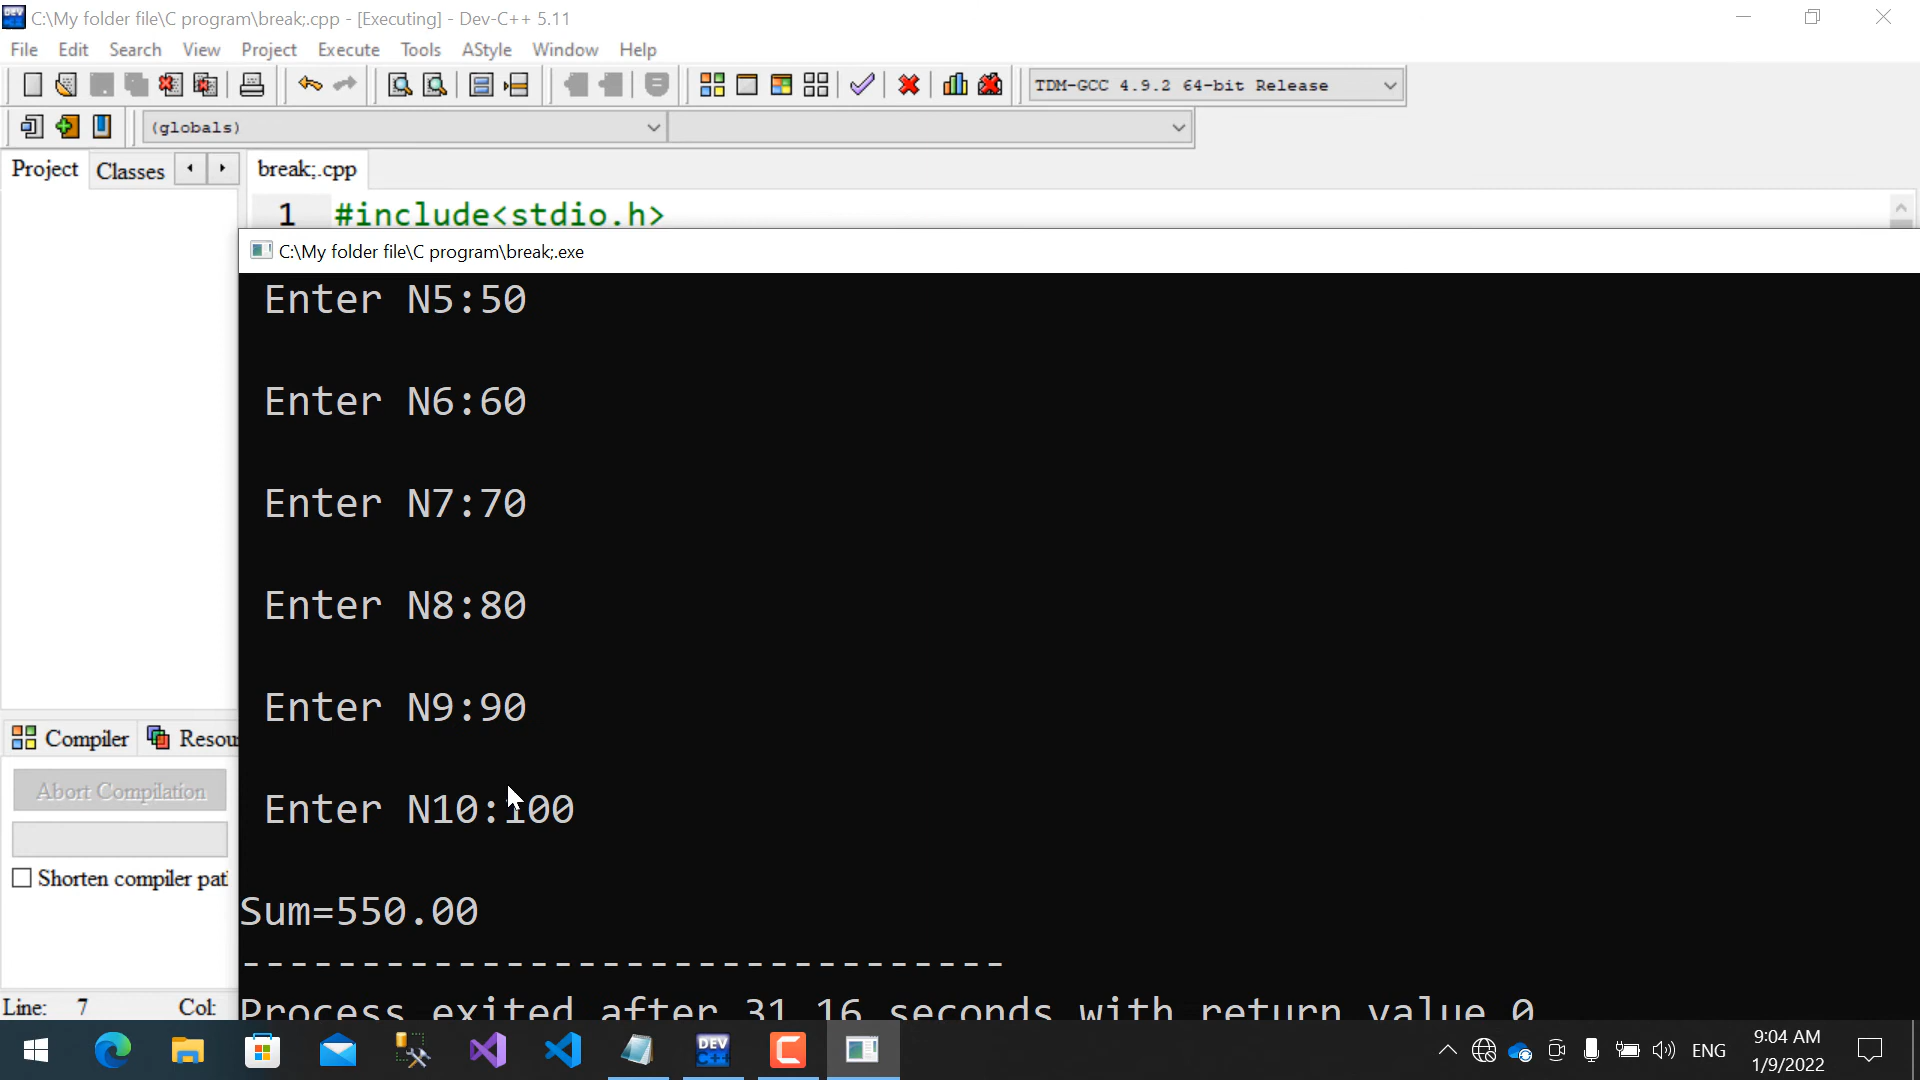 C:\My folder file\C program\break;.cpp - [Executing] - Dev-C++ 5.11
File Edit Search View Project Execute Tools AStyle Window Help
TDM-GCC 4.9.2 64-bit Release
(globals)
Project Classes break;.cpp
1 #include<stdio.h>
C:\My folder file\C program\break;.exe
Enter N5:50
Enter N6:60
Enter N7:70
Enter N8:80
Enter N9:90
Enter N10:100
Sum=550.00
--------------------------------
Process exited after 31.16 seconds with return value 0
Compiler Resou
Abort Compilation
Shorten compiler pat
Line: 7 Col:
DEV C++
ENG
9:04 AM
1/9/2022